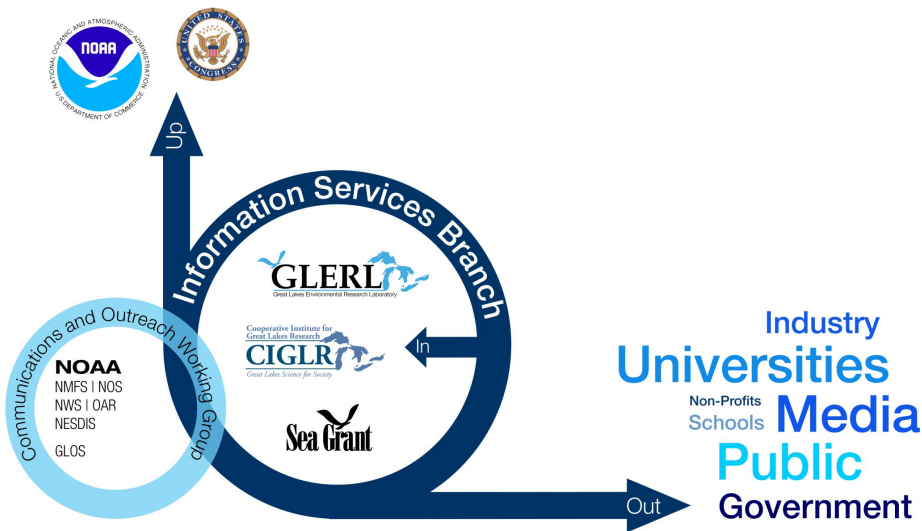 NATIONAL OCEANIC AND ATMOSPHERIC ADMINISTRATION
NOAA
U.S. DEPARTMENT OF COMMERCE
UNITED STATES
CONGRESS
Up
Information Services Branch
GLERL
Great Lakes Environmental Research Laboratory
Cooperative Institute for
Great Lakes Research
CIGLR
Great Lakes Science for Society
In
Sea Grant
Communications and Outreach Working Group
NOAA
NMFS | NOS
NWS | OAR
NESDIS
GLOS
Out
Industry
Universities
Non-Profits
Schools
Media
Public
Government